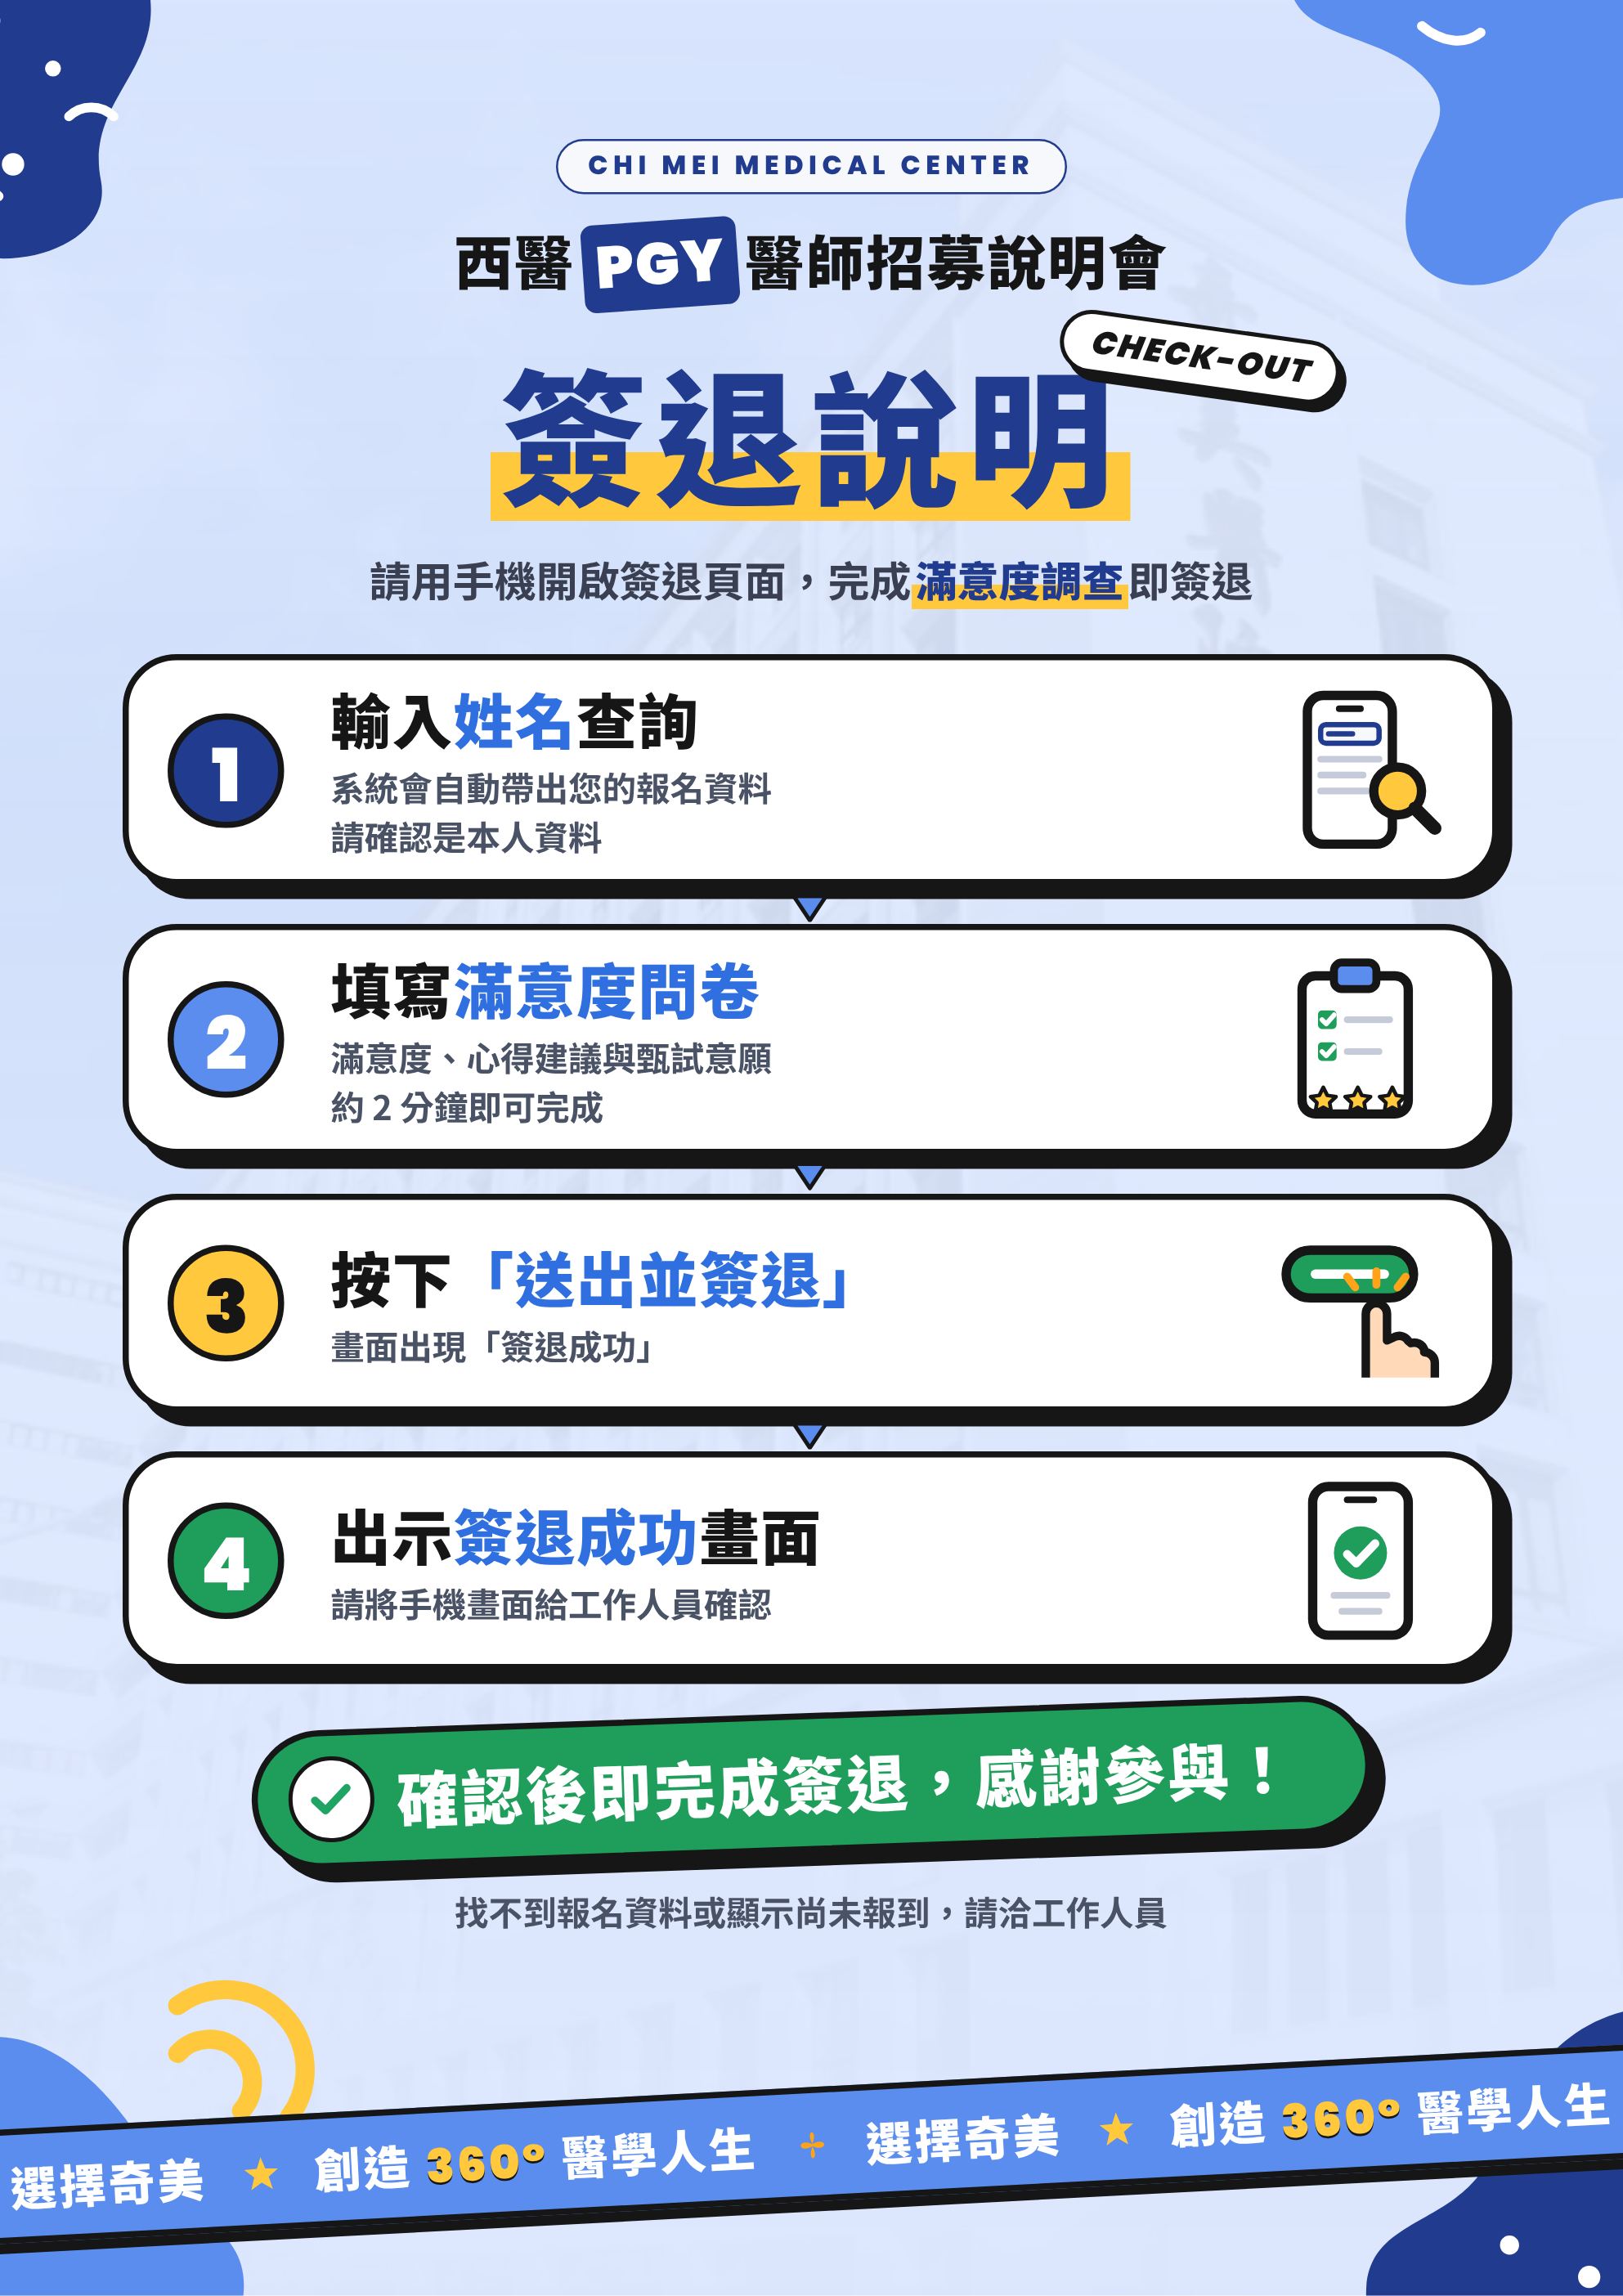 CHI MEI MEDICAL CENTER
西醫 PGY 醫師招募說明會
CHECK-OUT
簽退說明
請用手機開啟簽退頁面，完成滿意度調查即簽退
1
輸入姓名查詢
系統會自動帶出您的報名資料
請確認是本人資料
2
填寫滿意度問卷
滿意度、心得建議與甄試意願
約 2 分鐘即可完成
3
按下「送出並簽退」
畫面出現「簽退成功」
4
出示簽退成功畫面
請將手機畫面給工作人員確認
確認後即完成簽退，感謝參與！
找不到報名資料或顯示尚未報到，請洽工作人員
選擇奇美 ★ 創造 360° 醫學人生 選擇奇美 ★ 創造 360° 醫學人生